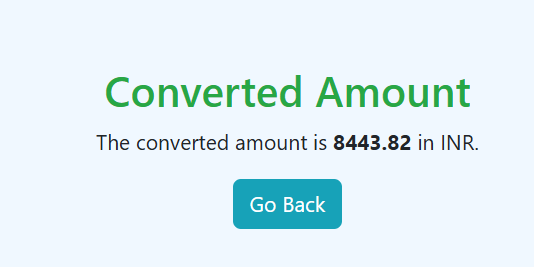 Converted Amount
The converted amount is 8443.82 in INR.
Go Back